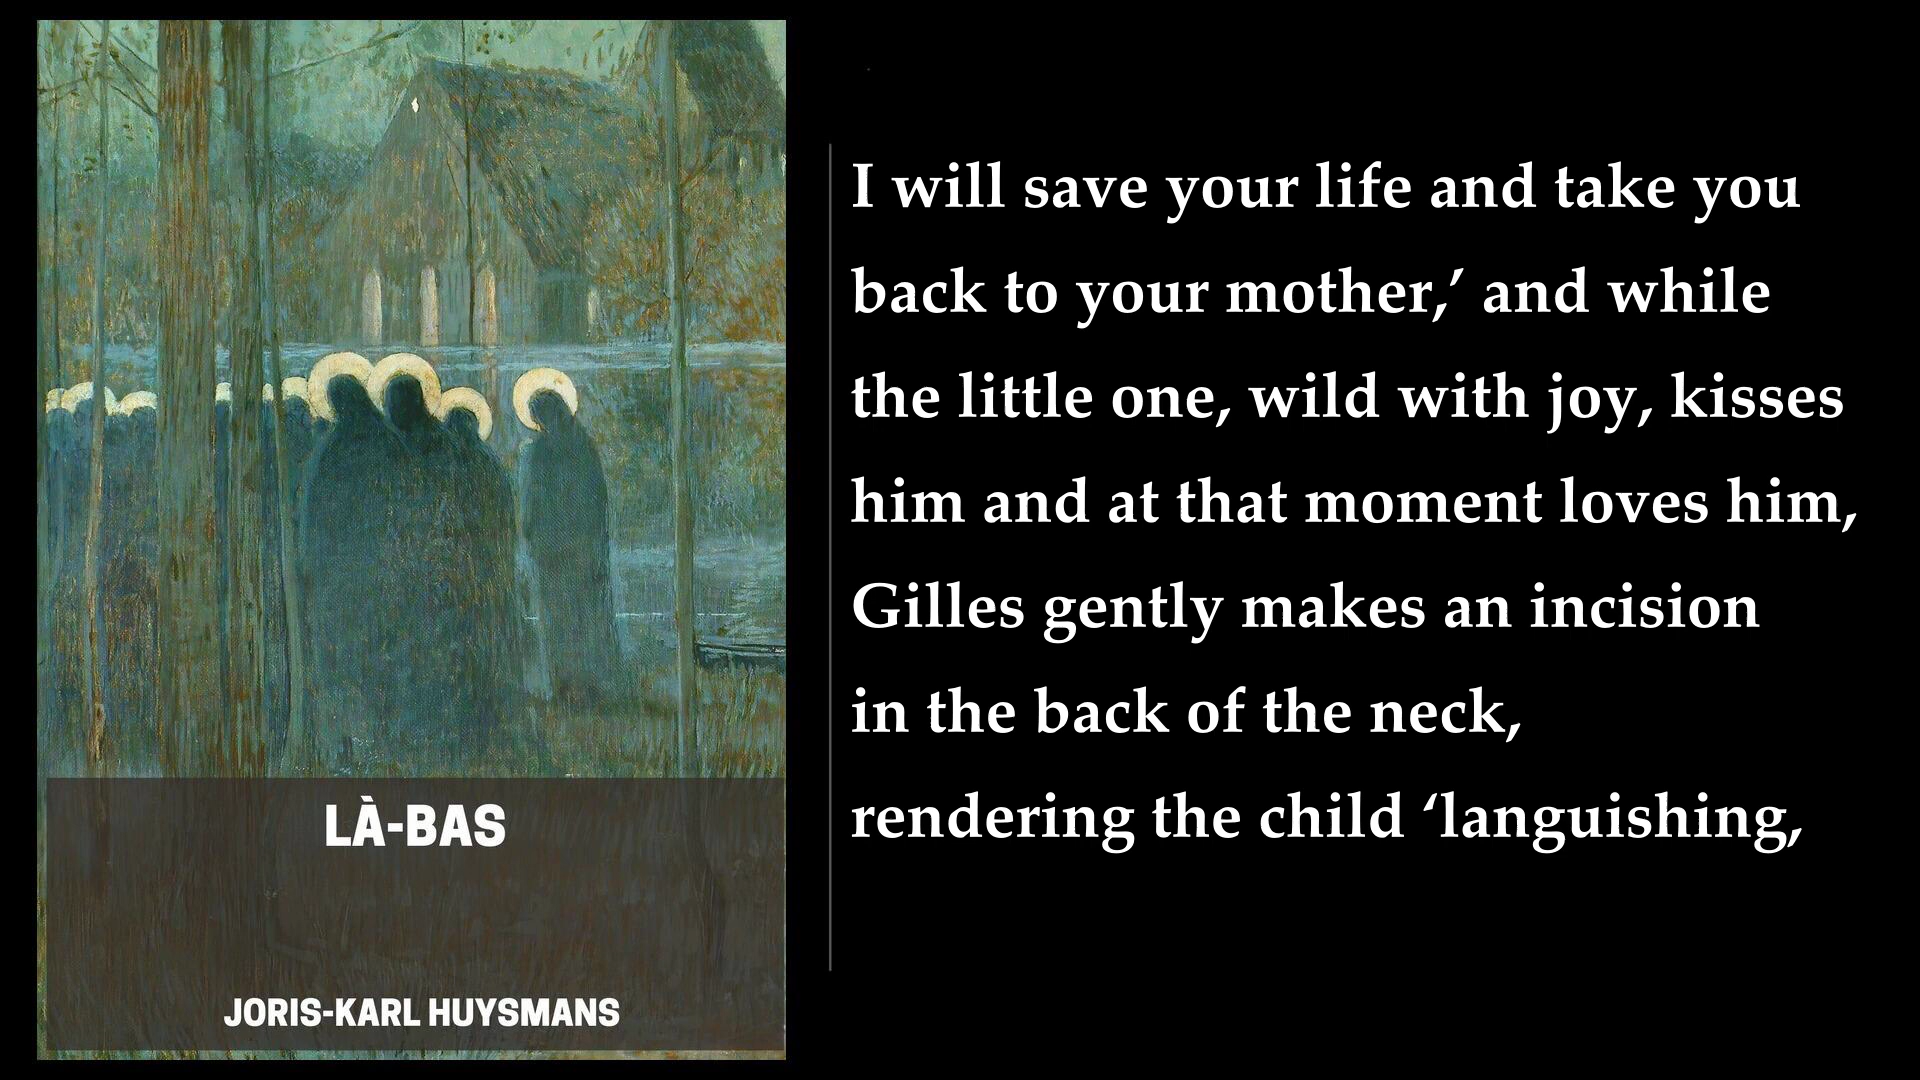 LÀ-BAS
JORIS-KARL HUYSMANS
I will save your life and take you
back to your mother,’ and while
the little one, wild with joy, kisses
him and at that moment loves him,
Gilles gently makes an incision
in the back of the neck,
rendering the child ‘languishing,